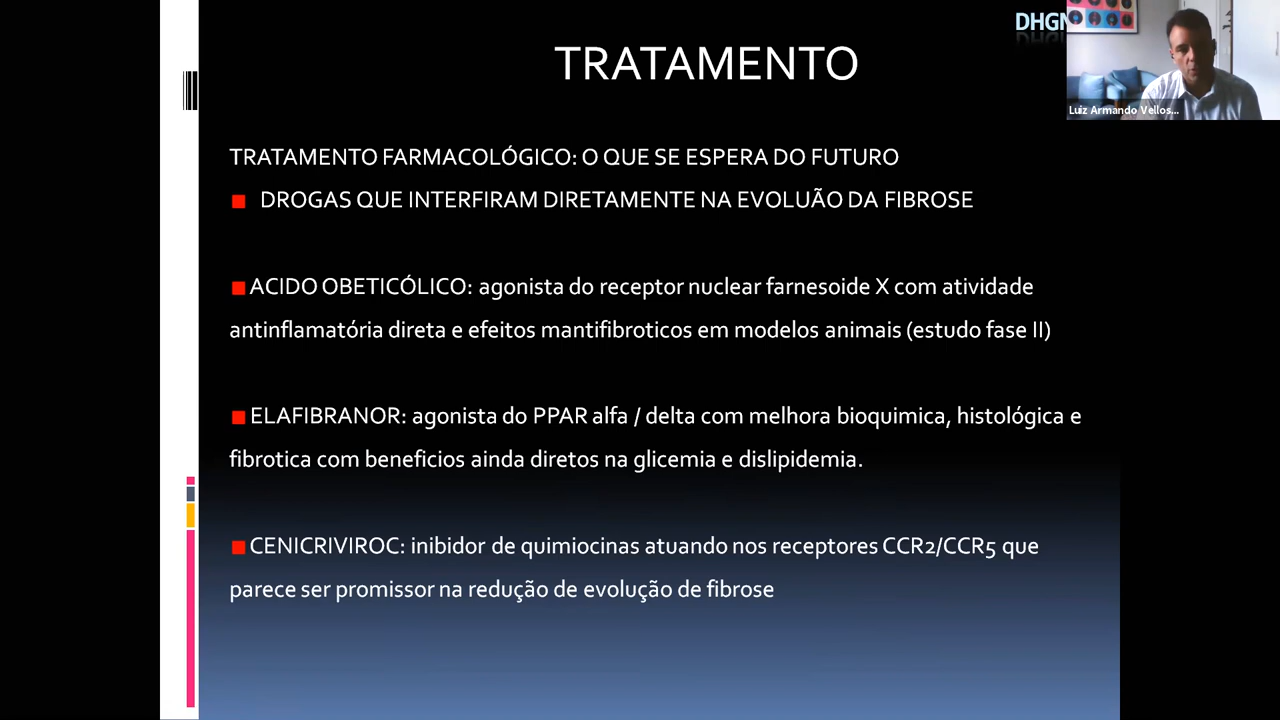 DHGN
TRATAMENTO
Luiz Armando Vellos...
TRATAMENTO FARMACOLÓGICO: O QUE SE ESPERA DO FUTURO
DROGAS QUE INTERFIRAM DIRETAMENTE NA EVOLUÃO DA FIBROSE
ACIDO OBETICÓLICO: agonista do receptor nuclear farnesoide X com atividade
antinflamatória direta e efeitos mantifibroticos em modelos animais (estudo fase II)
ELAFIBRANOR: agonista do PPAR alfa / delta com melhora bioquimica, histológica e
fibrotica com beneficios ainda diretos na glicemia e dislipidemia.
CENICRIVIROC: inibidor de quimiocinas atuando nos receptores CCR2/CCR5 que
parece ser promissor na redução de evolução de fibrose